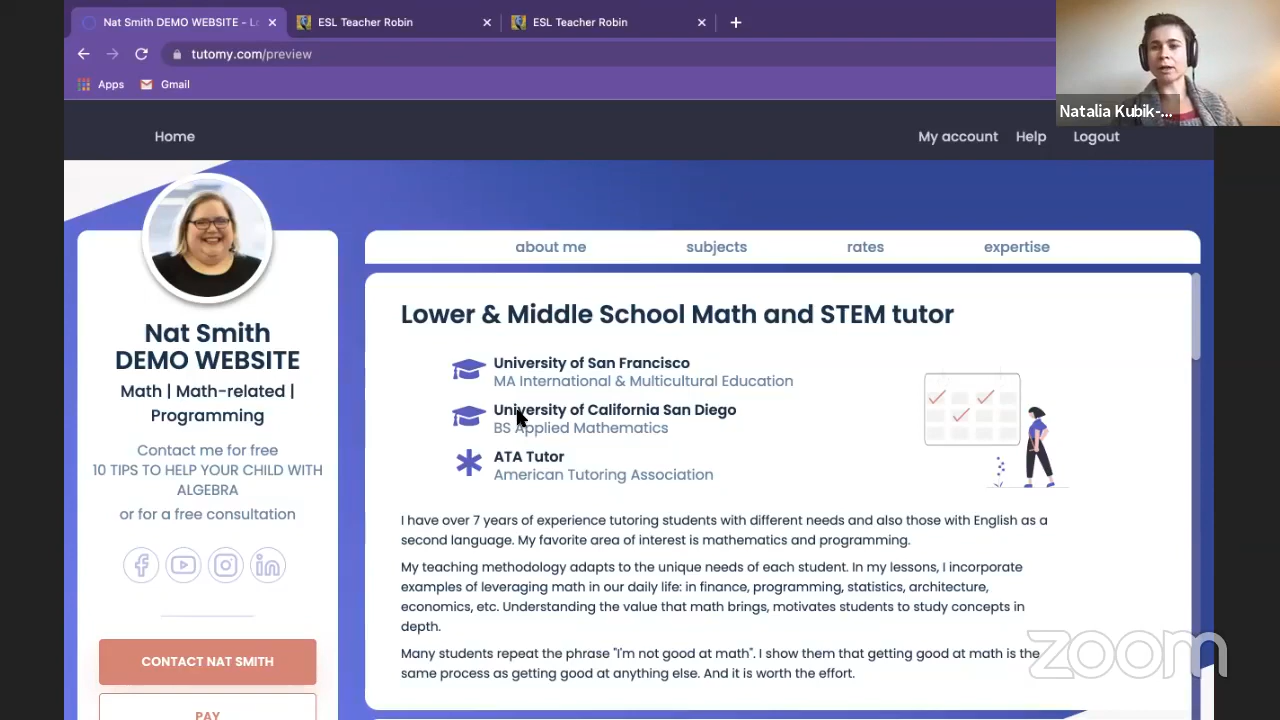 Nat Smith DEMO WEBSITE - Lo
ESL Teacher Robin
ESL Teacher Robin
tutomy.com/preview
Apps
Gmail
Natalia Kubik-...
Home
My account
Help
Logout
about me
subjects
rates
expertise
Nat Smith
DEMO WEBSITE
Math | Math-related |
Programming
Contact me for free
10 TIPS TO HELP YOUR CHILD WITH
ALGEBRA
or for a free consultation
CONTACT NAT SMITH
PAY
Lower & Middle School Math and STEM tutor
University of San Francisco
MA International & Multicultural Education
University of California San Diego
BS Applied Mathematics
ATA Tutor
American Tutoring Association
I have over 7 years of experience tutoring students with different needs and also those with English as a
second language. My favorite area of interest is mathematics and programming.
My teaching methodology adapts to the unique needs of each student. In my lessons, I incorporate
examples of leveraging math in our daily life: in finance, programming, statistics, architecture,
economics, etc. Understanding the value that math brings, motivates students to study concepts in
depth.
Many students repeat the phrase "I'm not good at math". I show them that getting good at math is the
same process as getting good at anything else. And it is worth the effort.
zoom